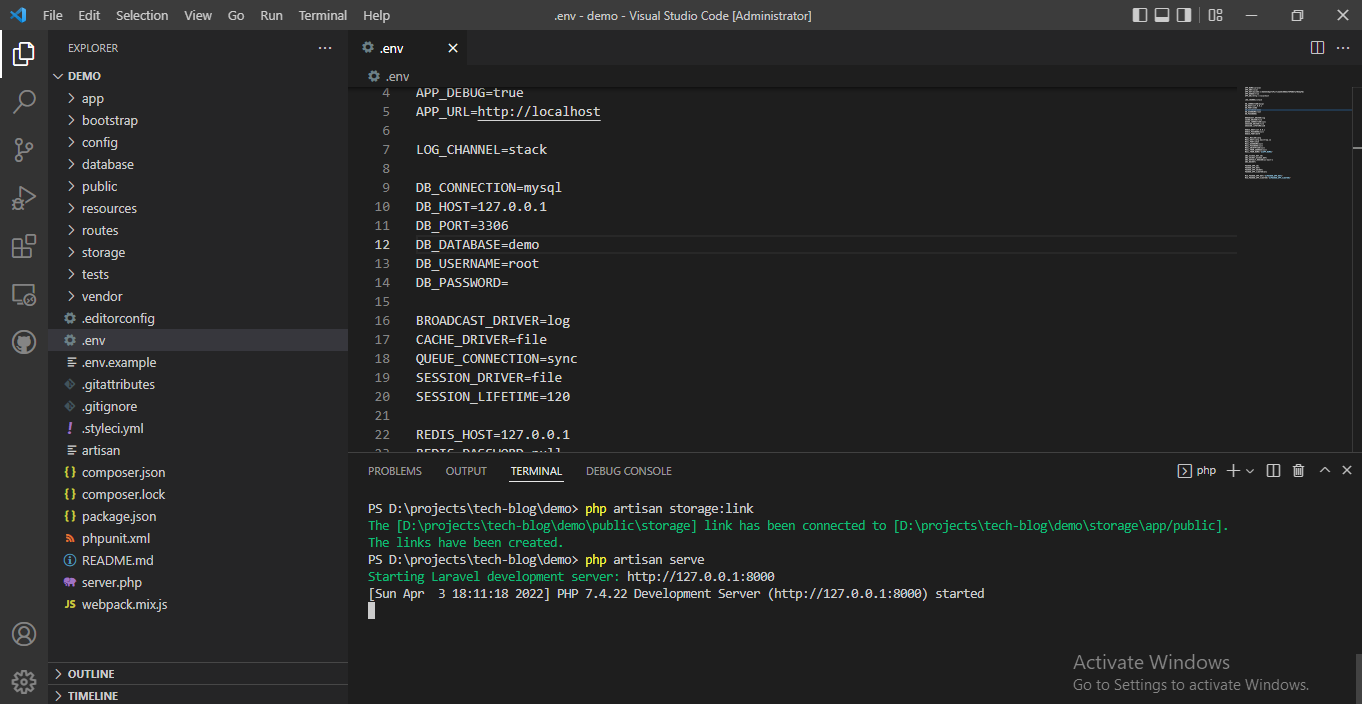 File Edit Selection View Go Run Terminal Help .env - demo - Visual Studio Code [Administrator]
EXPLORER
DEMO
app
bootstrap
config
database
public
resources
routes
storage
tests
vendor
.editorconfig
.env
.env.example
.gitattributes
.gitignore
! .styleci.yml
artisan
{} composer.json
{} composer.lock
{} package.json
phpunit.xml
README.md
server.php
JS webpack.mix.js
OUTLINE
TIMELINE
.env
.env
4 APP_DEBUG=true
5 APP_URL=http://localhost
6
7 LOG_CHANNEL=stack
8
9 DB_CONNECTION=mysql
10 DB_HOST=127.0.0.1
11 DB_PORT=3306
12 DB_DATABASE=demo
13 DB_USERNAME=root
14 DB_PASSWORD=
15
16 BROADCAST_DRIVER=log
17 CACHE_DRIVER=file
18 QUEUE_CONNECTION=sync
19 SESSION_DRIVER=file
20 SESSION_LIFETIME=120
21
22 REDIS_HOST=127.0.0.1
23 REDIS_PASSWORD=null
PROBLEMS OUTPUT TERMINAL DEBUG CONSOLE php
PS D:\projects\tech-blog\demo> php artisan storage:link
The [D:\projects\tech-blog\demo\public\storage] link has been connected to [D:\projects\tech-blog\demo\storage\app/public].
The links have been created.
PS D:\projects\tech-blog\demo> php artisan serve
Starting Laravel development server: http://127.0.0.1:8000
[Sun Apr  3 18:11:18 2022] PHP 7.4.22 Development Server (http://127.0.0.1:8000) started
Activate Windows
Go to Settings to activate Windows.